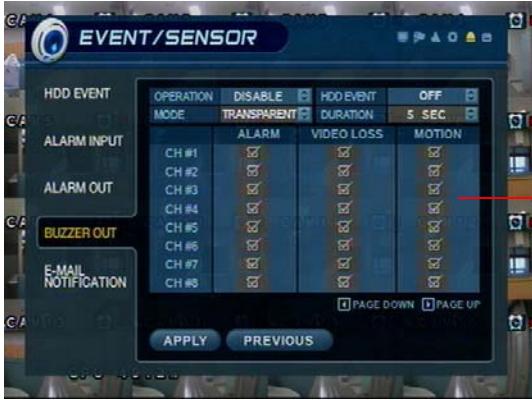 EVENT/SENSOR
HDD EVENT
ALARM INPUT
ALARM OUT
BUZZER OUT
E-MAIL
NOTIFICATION
OPERATION DISABLE HDD EVENT OFF
MODE TRANSPARENT DURATION 5 SEC
ALARM VIDEO LOSS MOTION
CH #1
CH #2
CH #3
CH #4
CH #5
CH #6
CH #7
CH #8
PAGE DOWN PAGE UP
APPLY PREVIOUS